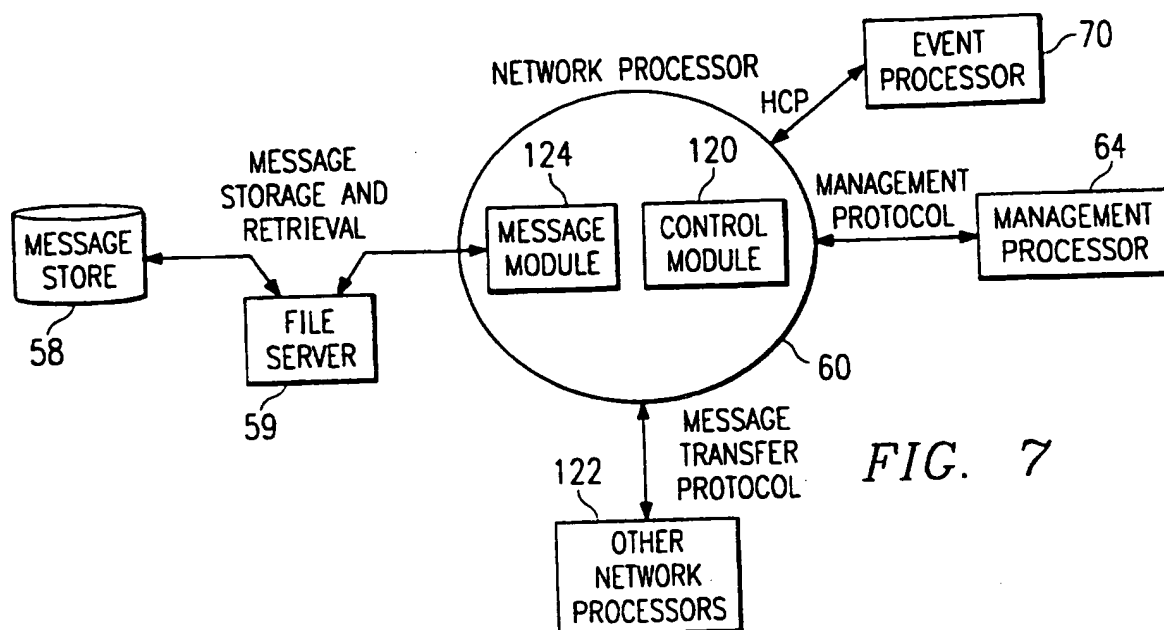 70
EVENT
PROCESSOR
NETWORK PROCESSOR
HCP
124
120
64
MESSAGE
STORAGE AND
RETRIEVAL
MANAGEMENT
PROTOCOL
MESSAGE
STORE
MESSAGE
MODULE
CONTROL
MODULE
MANAGEMENT
PROCESSOR
58
FILE
SERVER
59
60
MESSAGE
TRANSFER
PROTOCOL
FIG. 7
122
OTHER
NETWORK
PROCESSORS